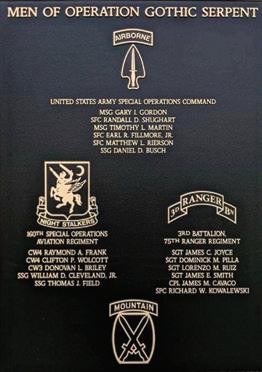 MEN OF OPERATION GOTHIC SERPENT
AIRBORNE
UNITED STATES ARMY SPECIAL OPERATIONS COMMAND
MSG GARY I. GORDON
SFC RANDALL D. SHUGHART
MSG TIMOTHY L. MARTIN
SFC EARL R. FILLMORE, JR.
SFC MATTHEW L. RIERSON
SSG DANIEL D. BUSCH
NIGHT STALKERS
160TH SPECIAL OPERATIONS
AVIATION REGIMENT
CW4 RAYMOND A. FRANK
CW4 CLIFTON P. WOLCOTT
CW3 DONOVAN L. BRILEY
SSG WILLIAM D. CLEVELAND, JR.
SSG THOMAS J. FIELD
3D RANGER BN
3RD BATTALION,
75TH RANGER REGIMENT
SGT JAMES C. JOYCE
SGT DOMINICK M. PILLA
SGT LORENZO M. RUIZ
SGT JAMES E. SMITH
CPL JAMES M. CAVACO
SPC RICHARD W. KOWALEWSKI
MOUNTAIN